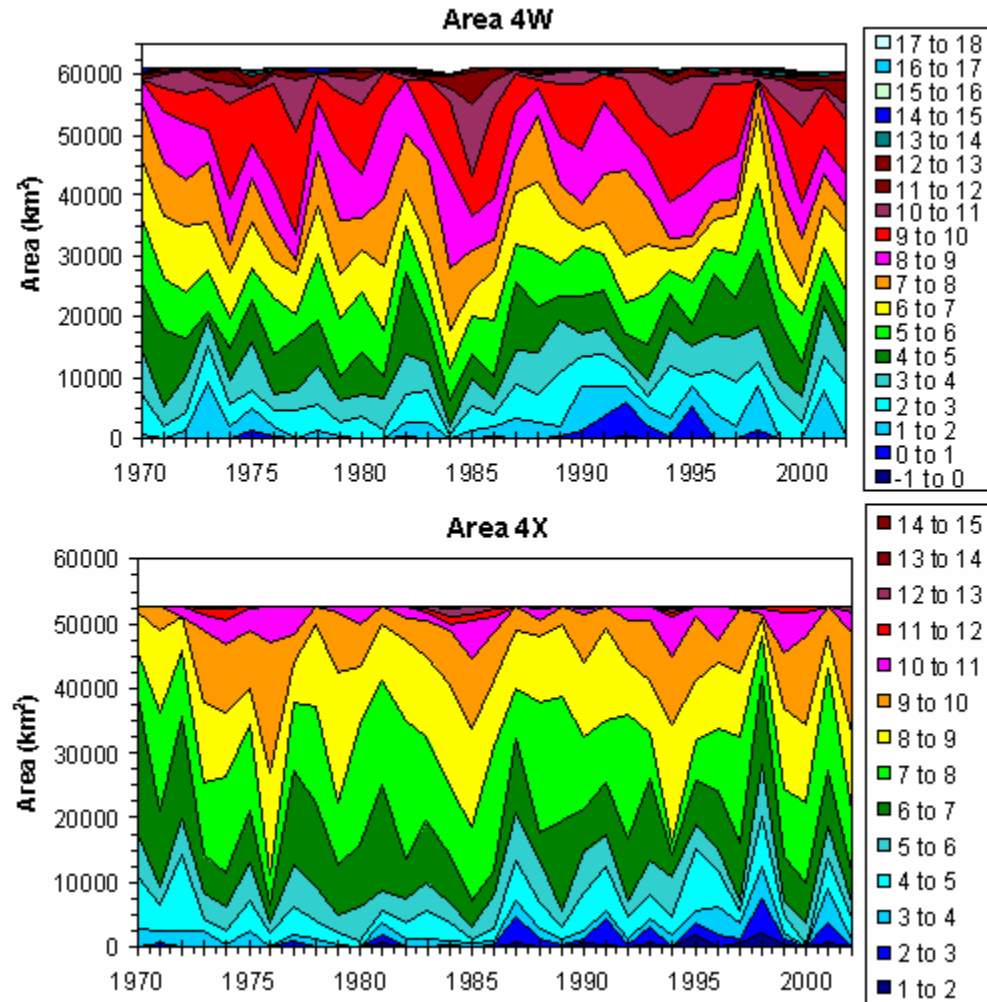 Area 4W
60000
50000
40000
30000
20000
10000
0
Area (km²)
1970 1975 1980 1985 1990 1995 2000
17 to 18
16 to 17
15 to 16
14 to 15
13 to 14
12 to 13
11 to 12
10 to 11
9 to 10
8 to 9
7 to 8
6 to 7
5 to 6
4 to 5
3 to 4
2 to 3
1 to 2
0 to 1
-1 to 0
Area 4X
60000
50000
40000
30000
20000
10000
0
Area (km²)
1970 1975 1980 1985 1990 1995 2000
14 to 15
13 to 14
12 to 13
11 to 12
10 to 11
9 to 10
8 to 9
7 to 8
6 to 7
5 to 6
4 to 5
3 to 4
2 to 3
1 to 2